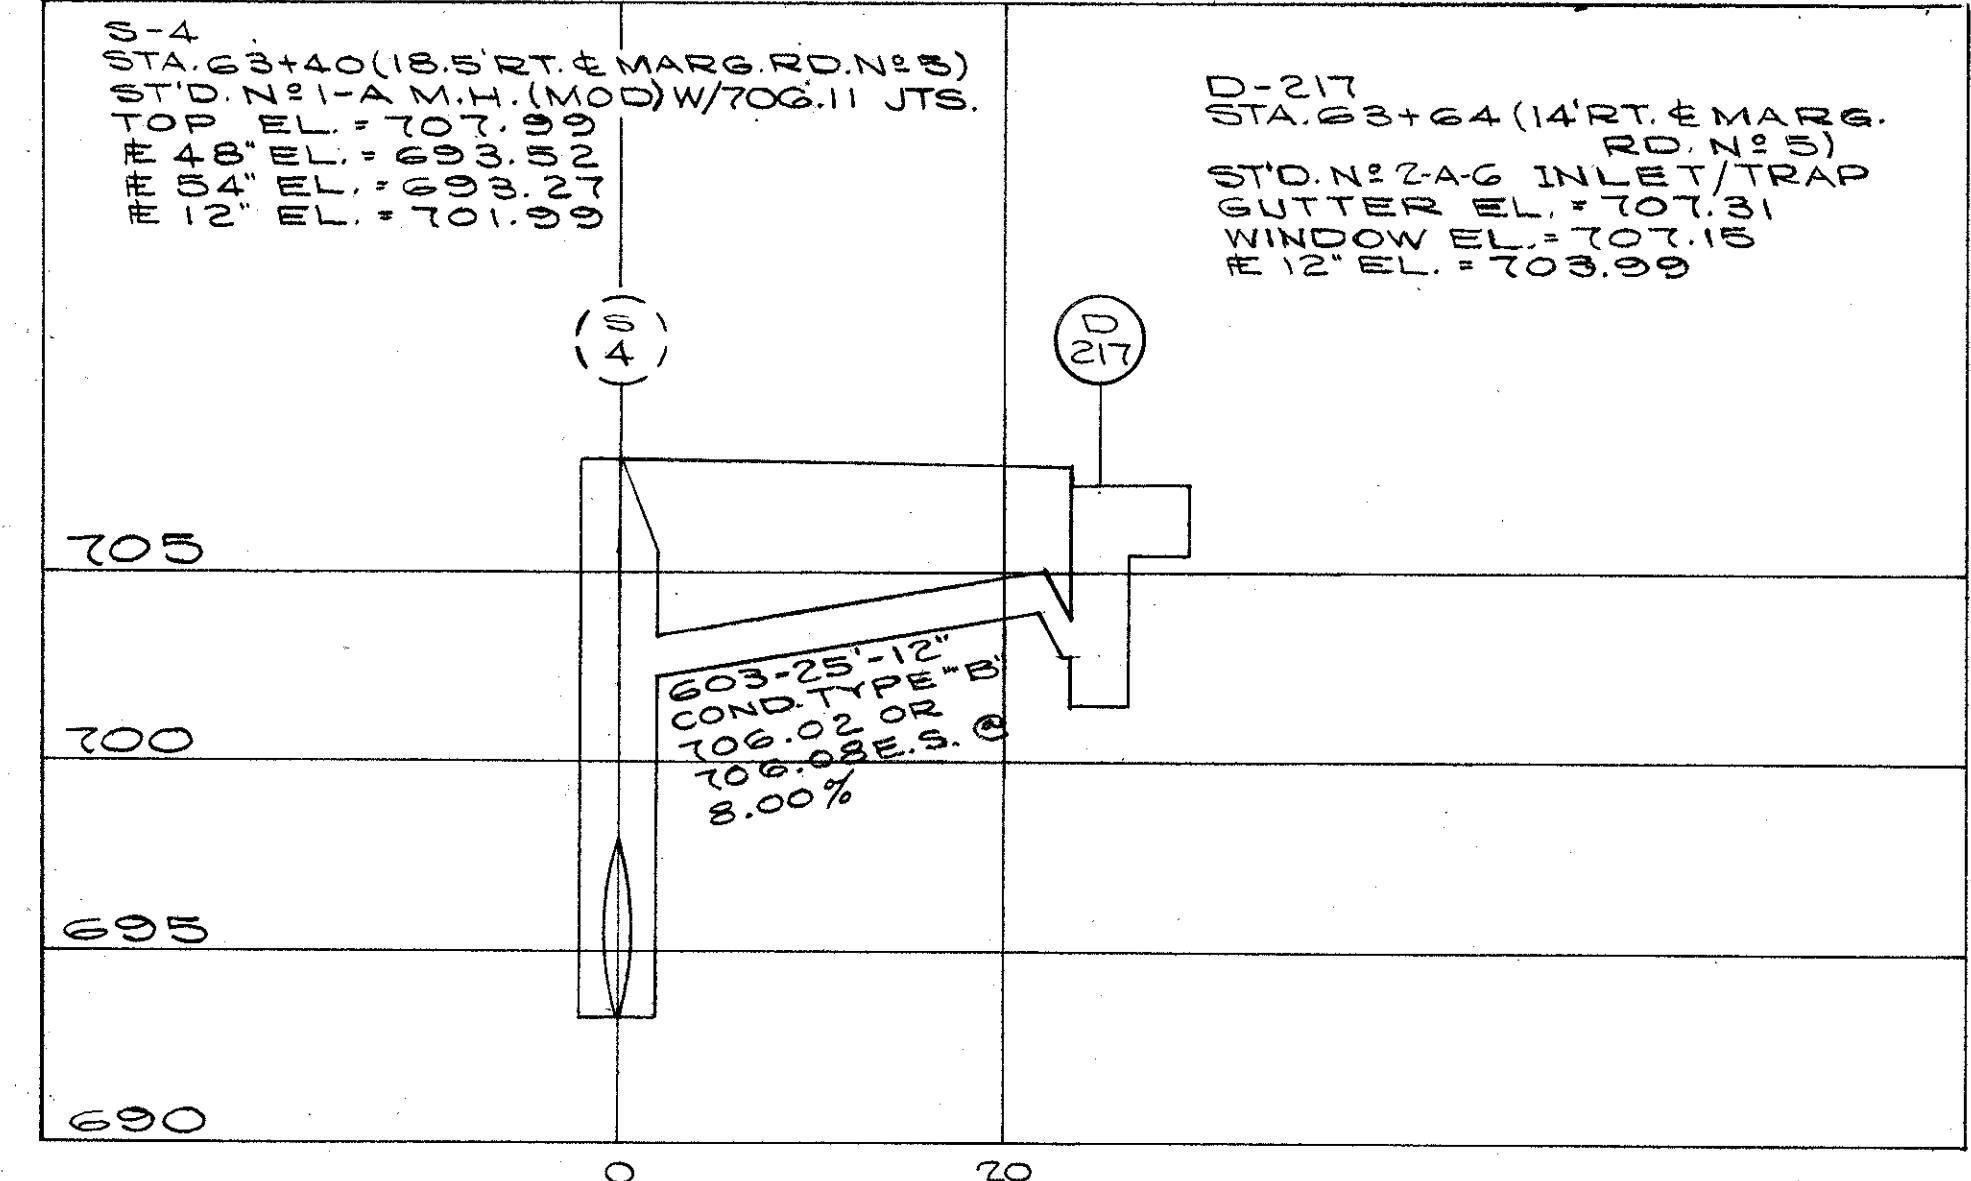 S-4
STA. 63+40 (18.5' RT. ℄ MARG. RD. Nº 5)
ST'D. Nº 1-A M.H. (MOD) W/706.11 JTS.
TOP EL. = 707.99
℄ 48" EL. = 693.52
℄ 54" EL. = 693.27
℄ 12" EL. = 701.99
D-217
STA. 63+64 (14' RT. ℄ MARG.
RD. Nº 5)
ST'D. Nº 2-A-6 INLET/TRAP
GUTTER EL. = 707.31
WINDOW EL. = 707.15
℄ 12" EL. = 703.99
S
4
D
217
705
603-25'-12"
COND. TYPE "B"
706.02 OR
706.08 E.S. @
8.00%
700
695
690
0
20